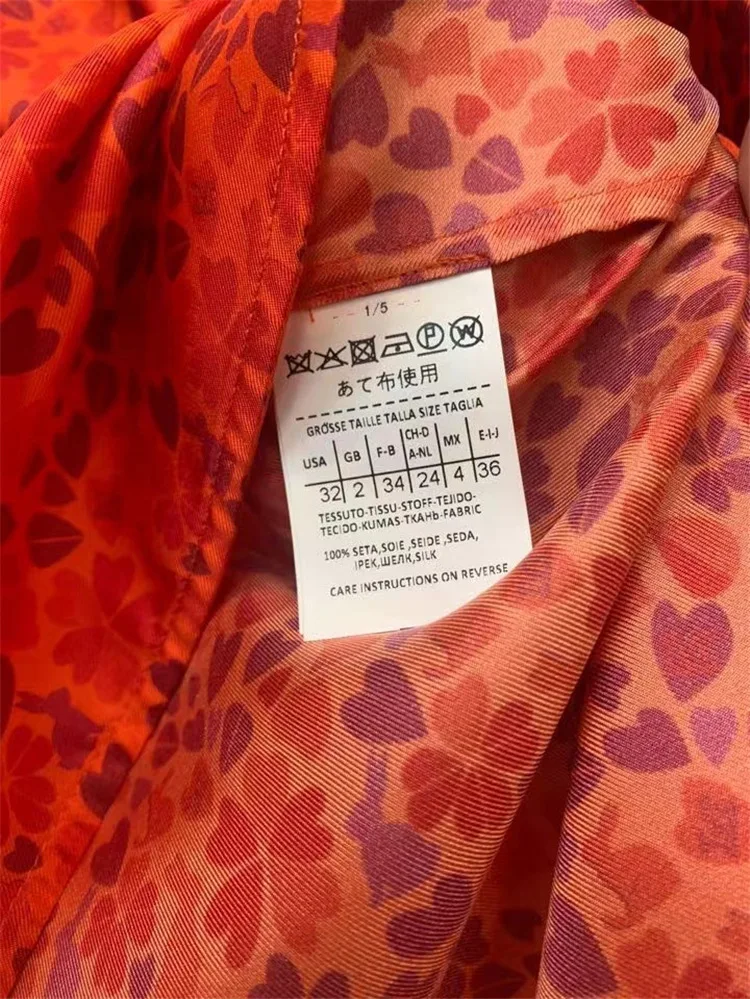 1/5
P W
あて布使用
GRÖSSE TAILLE TALLA SIZE TAGLIA
USA GB F-B CH-D A-NL MX E-I-J
32 2 34 24 4 36
TESSUTO-TISSU-STOFF-TEJIDO-
TECIDO-KUMAS-TKAHЬ-FABRIC
100% SETA,SOIE ,SEIDE ,SEDA,
IPEK,ШЕЛК,SILK
CARE INSTRUCTIONS ON REVERSE